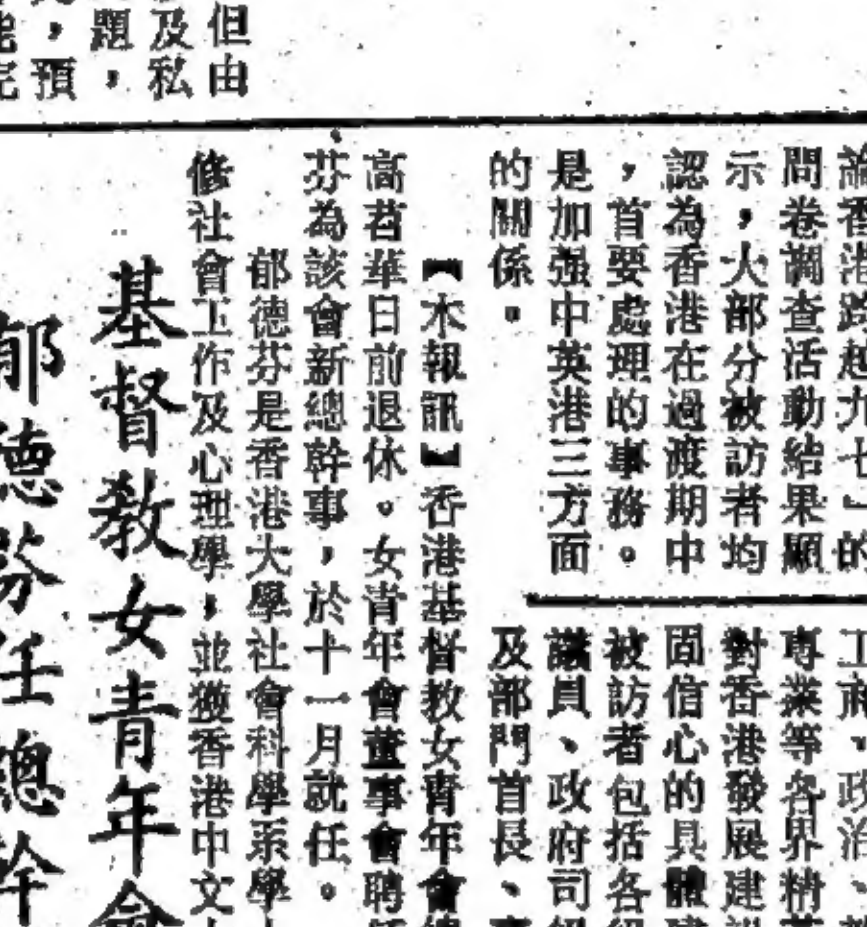 但由
及私
題，
，預
論香港跨越九七」的
問卷調查活動結果顯
示，大部分被訪者均
認為香港在過渡期中
，首要處理的事務。
是加强中英港三方面
的關係。
工商、政治、
專業等各界精
對香港發展建
固信心的具體建
被訪者包括各
議員、政府司
及部門首長、
【本報訊】香港基督教女青年會總
高苕華日前退休。女青年會董事會聘
芬為該會新總幹事，於十一月就任。
郁德芬是香港大學社會科學系學
修社會工作及心理學，並獲香港中文
基督教女青年會
郁德芬任總幹